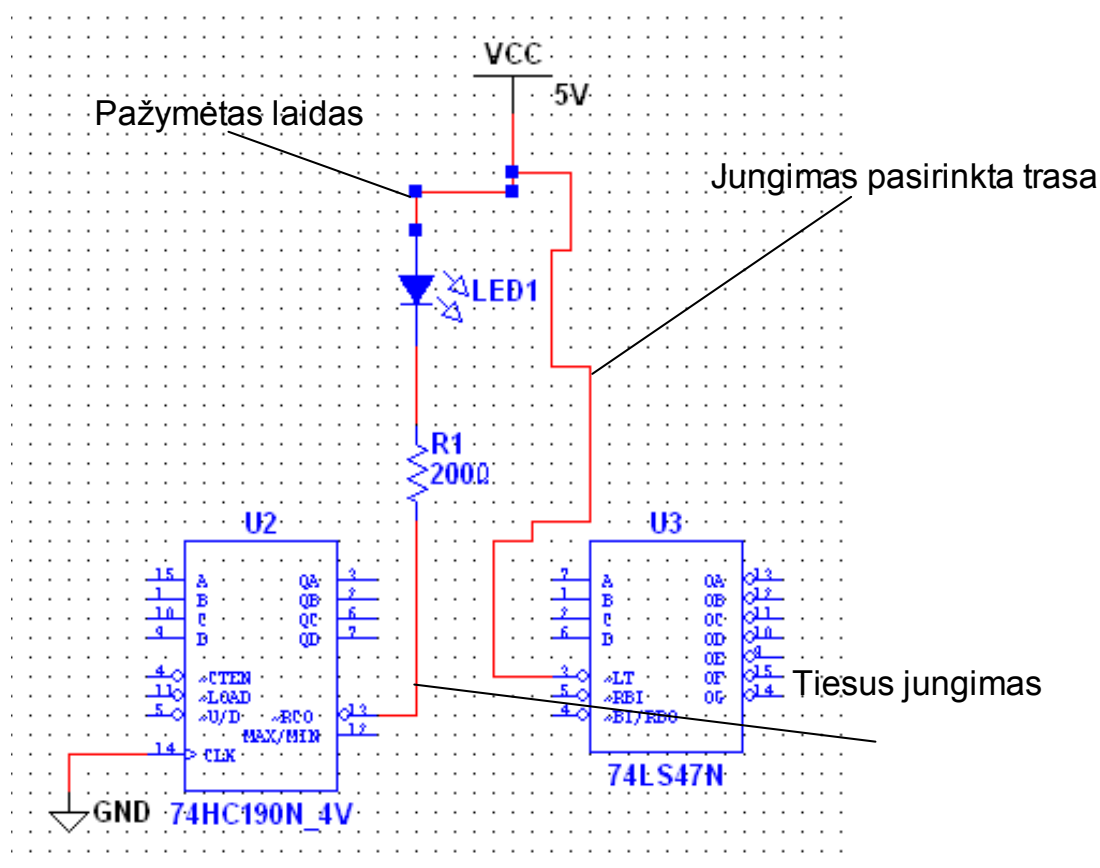 VCC
5V
Pažymėtas laidas
Jungimas pasirinkta trasa
LED1
R1
200Ω
U2
U3
15 A QA 3
1 B QB 2
10 C QC 6
9 D QD 7
4 ~CTEN
11 ~LOAD
5 ~U/D ~RCO 13
MAX/MIN 12
14 CLK
7 A OA 13
1 B OB 12
2 C OC 11
6 D OD 10
OE 9
3 ~LT OF 15
5 ~RBI OG 14
4 ~BI/RBO
Tiesus jungimas
74LS47N
GND
74HC190N_4V